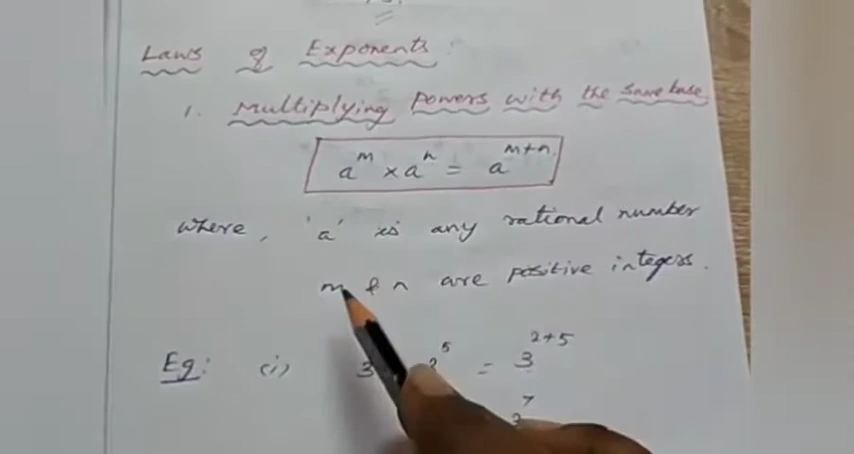 Laws of Exponents :
1. Multiplying powers with the same base
a^m × a^n = a^(m+n)
where, 'a' is any rational number
m & n are positive integers.
Eg: (i) 3 5 = 3^(2+5)
7